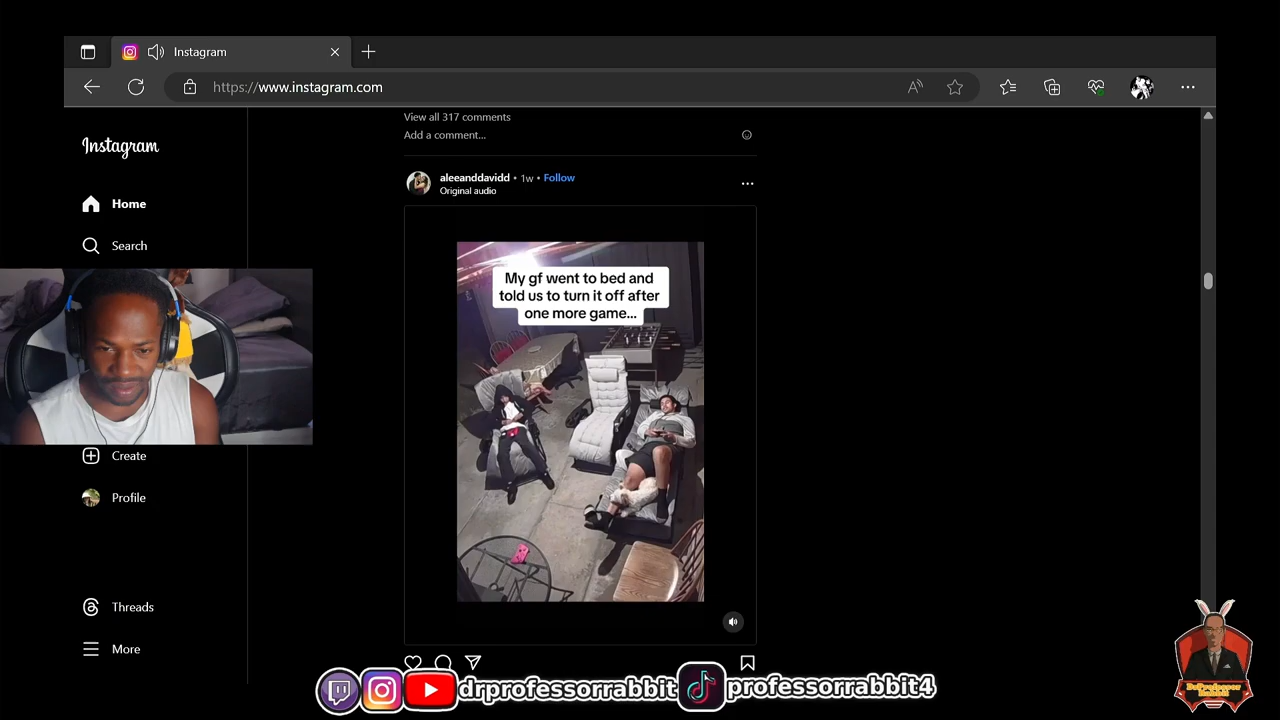 Instagram
https://www.instagram.com
Instagram
Home
Search
Create
Profile
Threads
More
View all 317 comments
Add a comment...
aleeanddavidd • 1w • Follow
Original audio
My gf went to bed and
told us to turn it off after
one more game...
drprofessorrabbit
professorrabbit4
DrProfessor
Rabbit